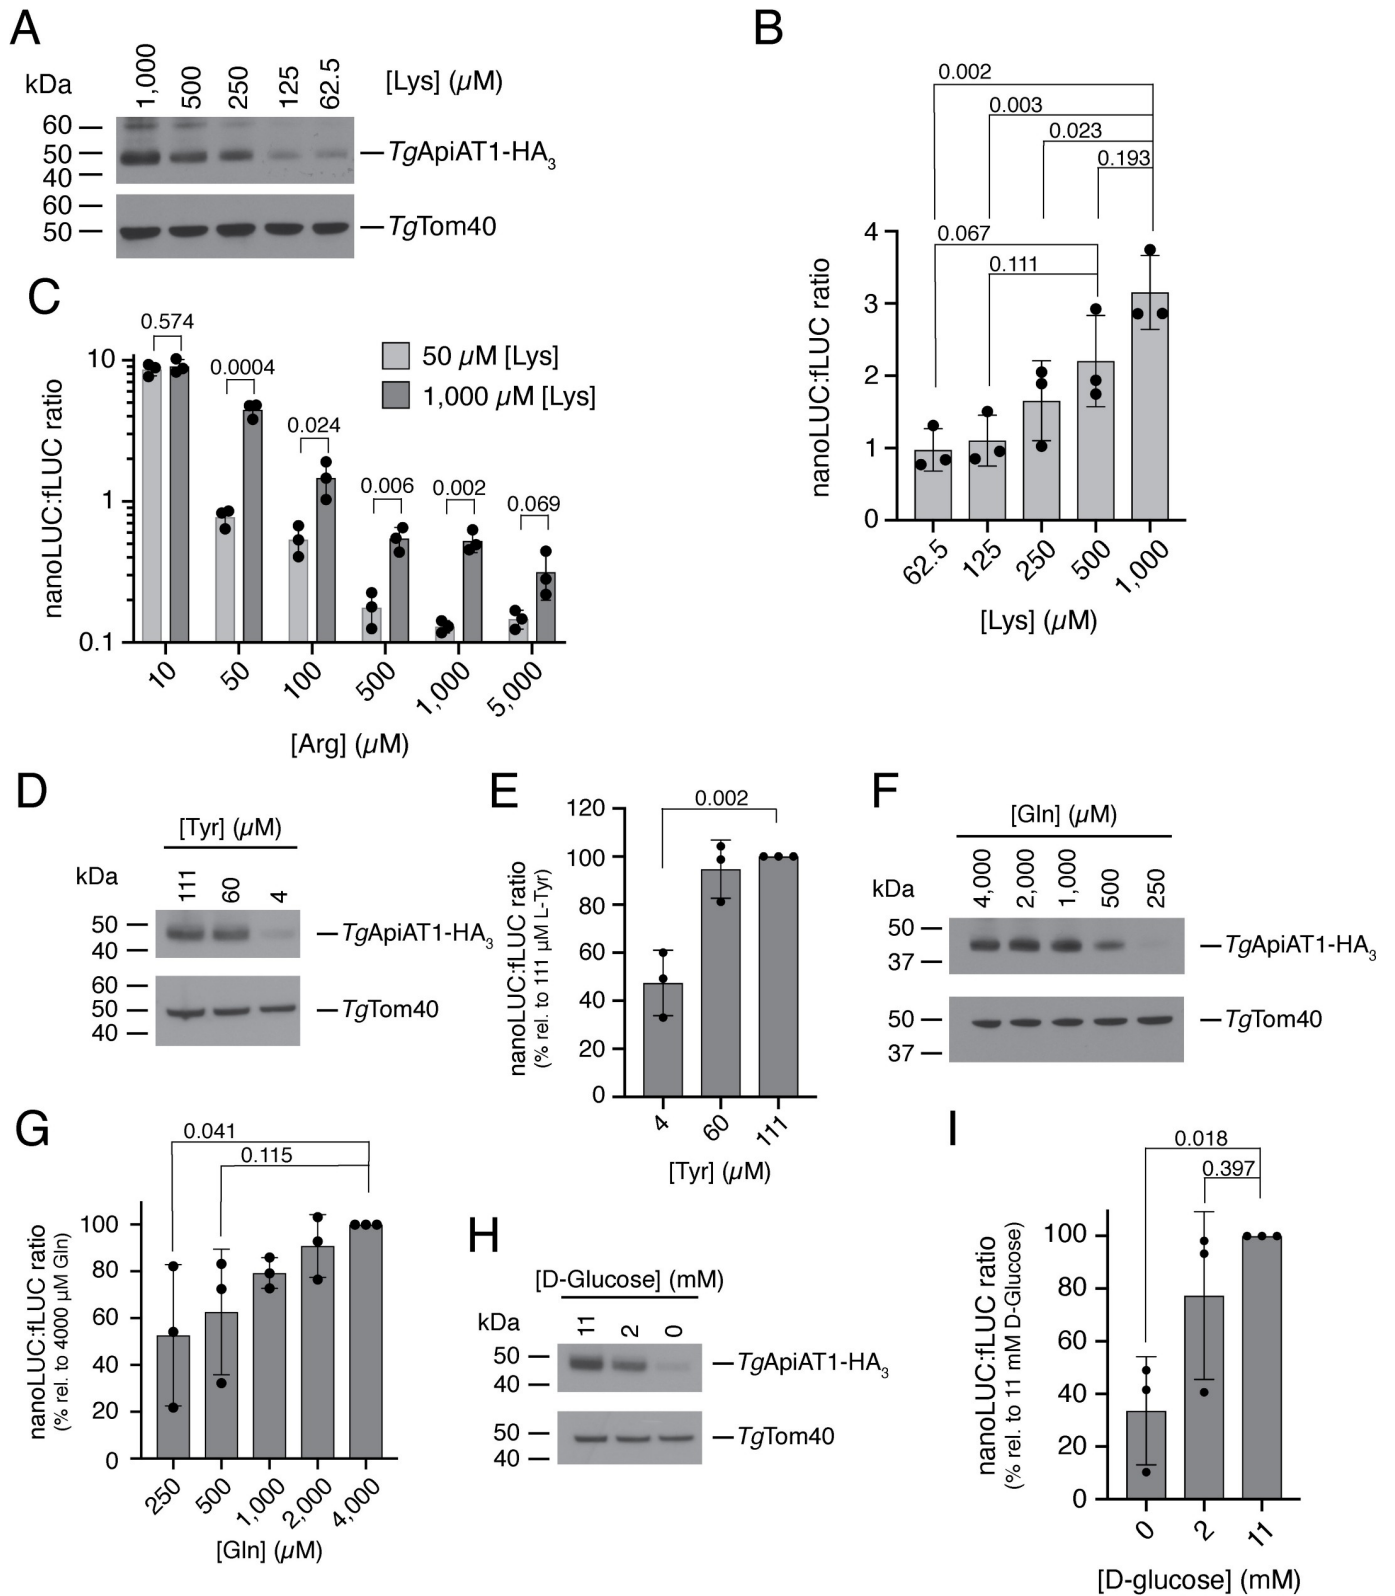 A
kDa
1,000
500
250
125
62.5
[Lys] (µM)
60
50
40
TgApiAT1-HA3
60
50
TgTom40
B
0.002
0.003
0.023
0.193
0.067
0.111
nanoLUC:fLUC ratio
4
3
2
1
0
62.5
125
250
500
1,000
[Lys] (µM)
C
0.574
0.0004
0.024
0.006
0.002
0.069
50 µM [Lys]
1,000 µM [Lys]
nanoLUC:fLUC ratio
10
1
0.1
10
50
100
500
1,000
5,000
[Arg] (µM)
D
[Tyr] (µM)
kDa
111
60
4
50
40
TgApiAT1-HA3
60
50
40
TgTom40
E
0.002
nanoLUC:fLUC ratio
(% rel. to 111 µM L-Tyr)
120
100
80
60
40
20
0
4
60
111
[Tyr] (µM)
F
[Gln] (µM)
kDa
4,000
2,000
1,000
500
250
50
37
TgApiAT1-HA3
50
37
TgTom40
G
0.041
0.115
nanoLUC:fLUC ratio
(% rel. to 4000 µM Gln)
100
80
60
40
20
0
250
500
1,000
2,000
4,000
[Gln] (µM)
H
[D-Glucose] (mM)
kDa
11
2
0
50
40
TgApiAT1-HA3
50
40
TgTom40
I
0.018
0.397
nanoLUC:fLUC ratio
(% rel. to 11 mM D-Glucose)
100
80
60
40
20
0
0
2
11
[D-glucose] (mM)